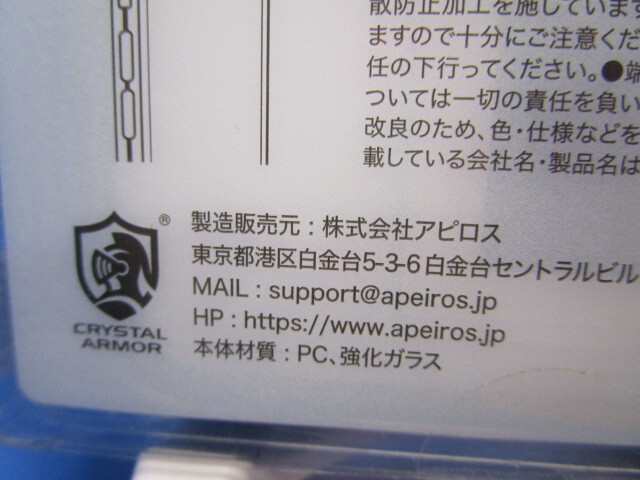 散防止加工を施しています
ますので十分にご注意くだ
任の下行ってください。●端
ついては一切の責任を負い
改良のため、色・仕様などを
載している会社名・製品名は
製造販売元：株式会社アピロス
東京都港区白金台5-3-6白金台セントラルビル
MAIL : support@apeiros.jp
HP : https://www.apeiros.jp
本体材質：PC、強化ガラス
®
CRYSTAL
ARMOR